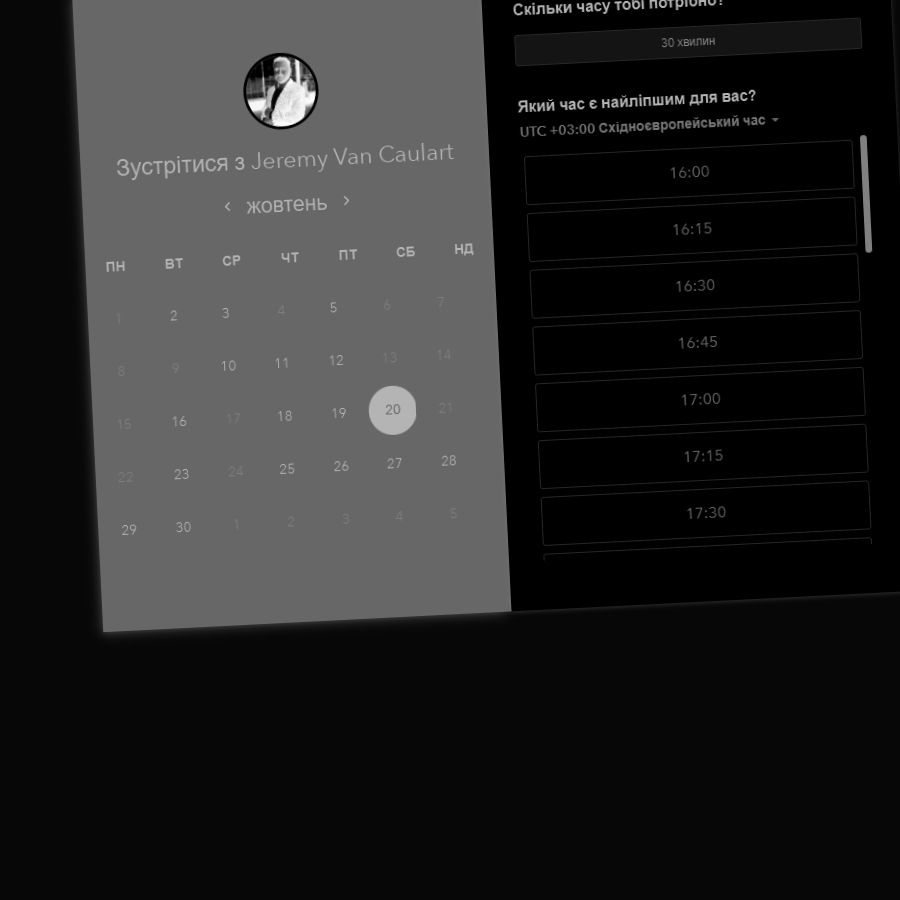 Зустрітися з Jeremy Van Caulart
‹ жовтень ›
ПН ВТ СР ЧТ ПТ СБ НД
1 2 3 4 5 6 7
8 9 10 11 12 13 14
15 16 17 18 19 20 21
22 23 24 25 26 27 28
29 30 1 2 3 4 5
Скільки часу тобі потрібно?
30 хвилин
Який час є найліпшим для вас?
UTC +03:00 Східноєвропейський час
16:00
16:15
16:30
16:45
17:00
17:15
17:30